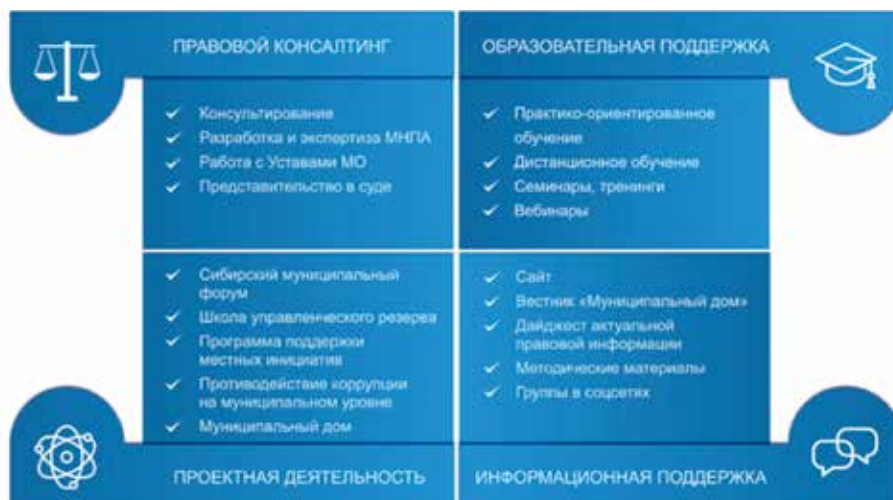 ПРАВОВОЙ КОНСАЛТИНГ
Консультирование
Разработка и экспертиза МНПА
Работа с Уставами МО
Представительство в суде
ОБРАЗОВАТЕЛЬНАЯ ПОДДЕРЖКА
Практико-ориентированное
обучение
Дистанционное обучение
Семинары, тренинги
Вебинары
Сибирский муниципальный
форум
Школа управленческого резерва
Программа поддержки
местных инициатив
Противодействие коррупции
на муниципальном уровне
Муниципальный дом
ПРОЕКТНАЯ ДЕЯТЕЛЬНОСТЬ
Сайт
Вестник «Муниципальный дом»
Дайджест актуальной
правовой информации
Методические материалы
Группы в соцсетях
ИНФОРМАЦИОННАЯ ПОДДЕРЖКА